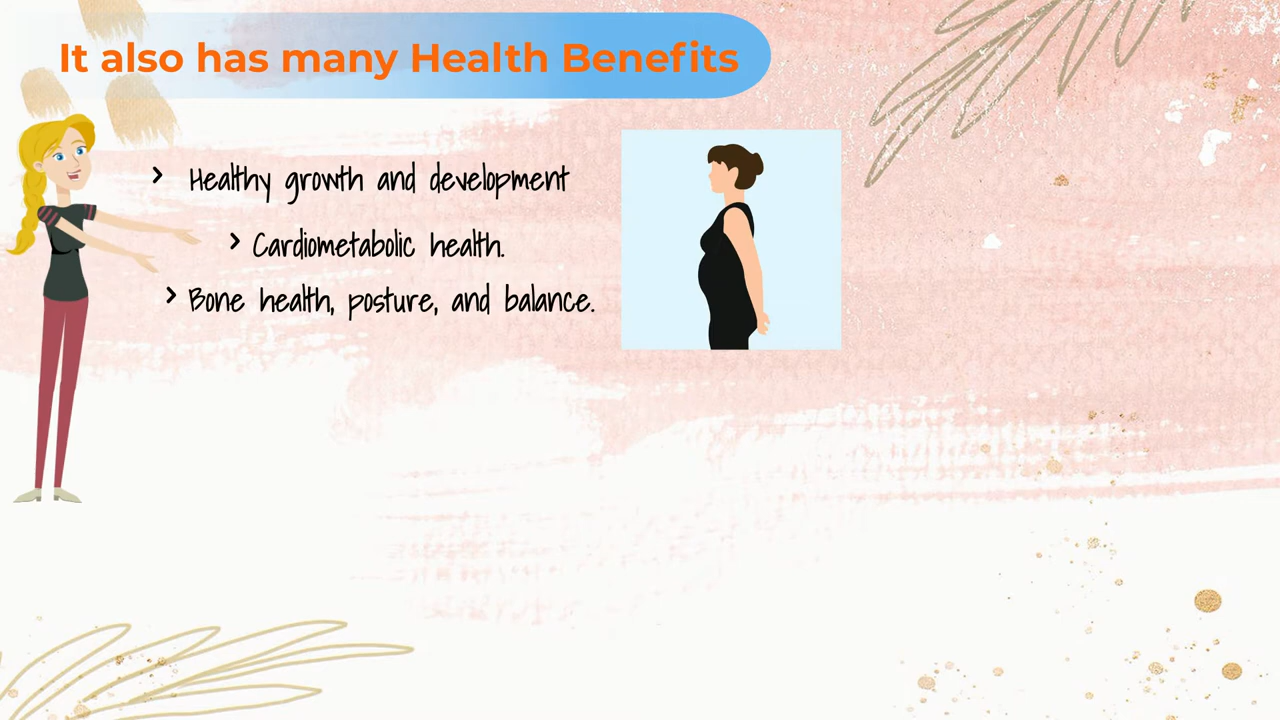 It also has many Health Benefits
› Healthy growth and development
› Cardiometabolic health.
› Bone health, posture, and balance.